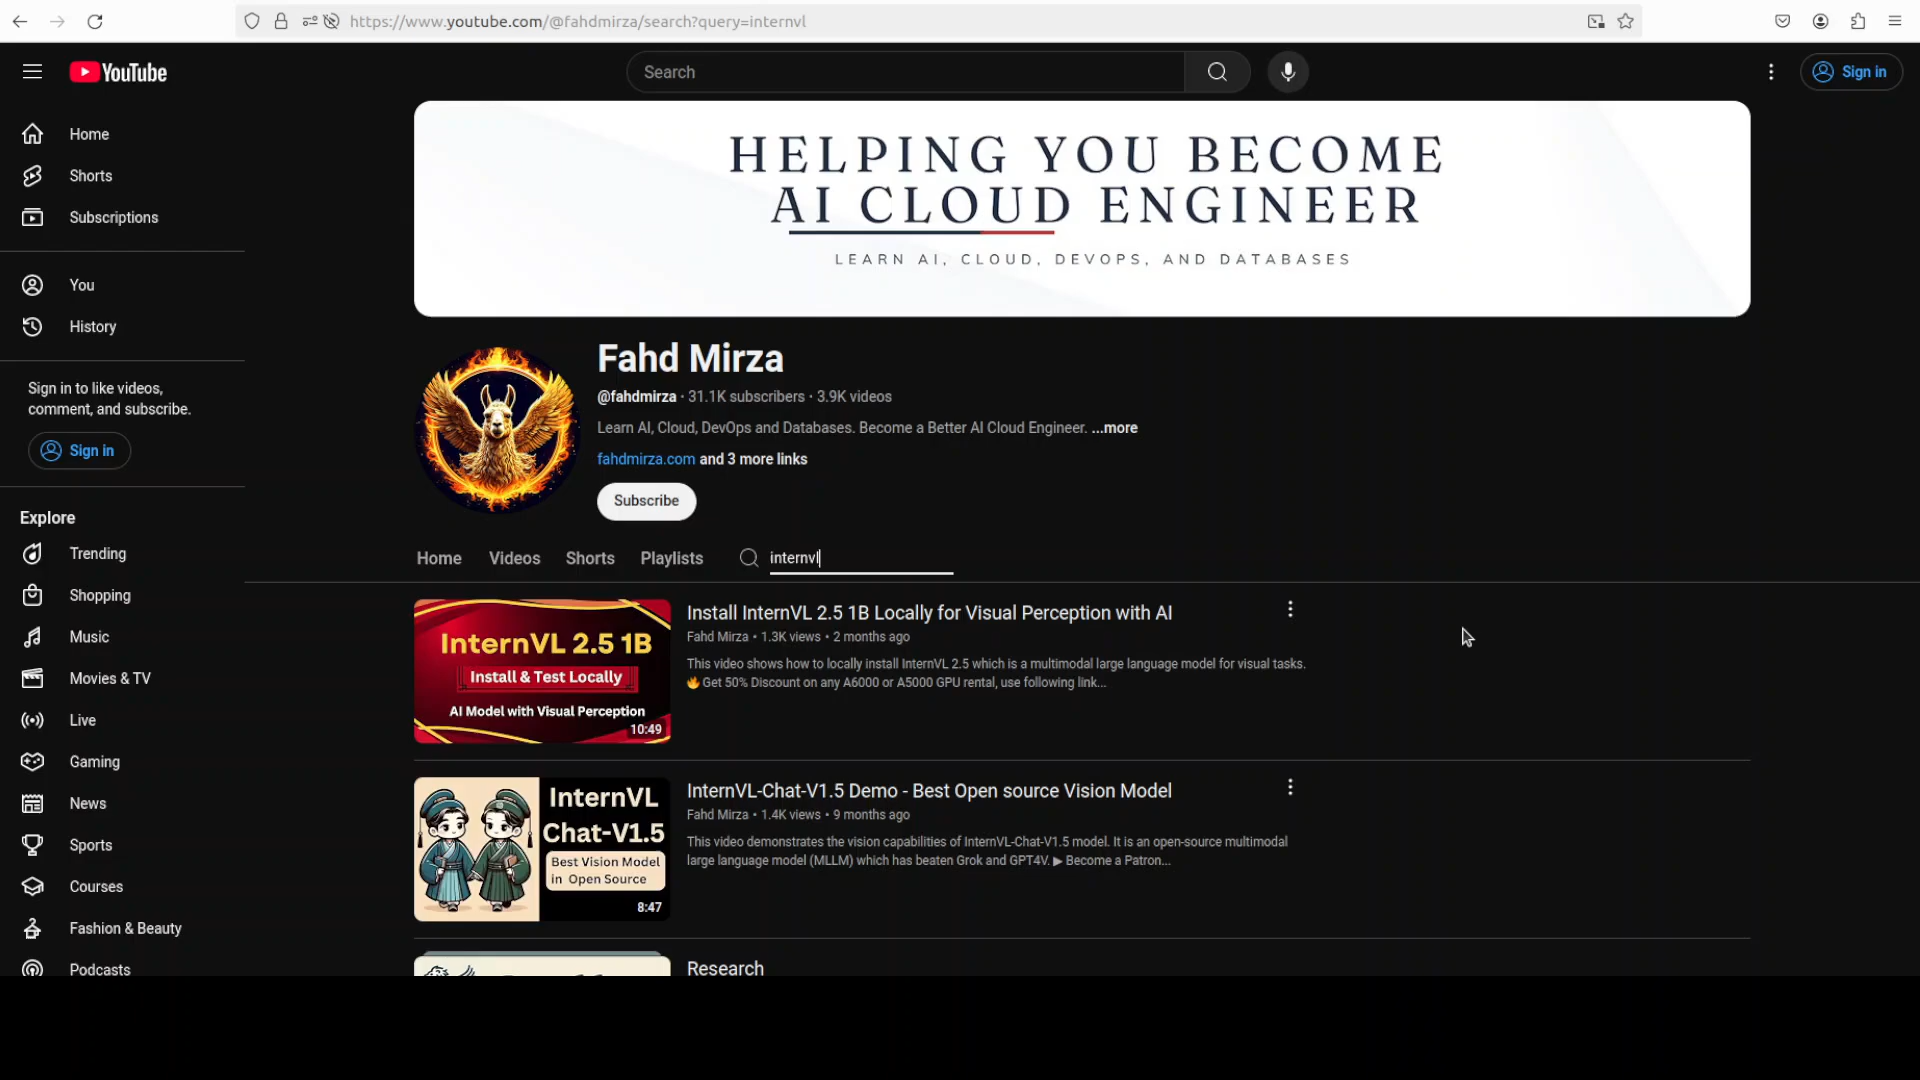 https://www.youtube.com/@fahdmirza/search?query=internvl
YouTube
Search
Sign in
Home
Shorts
Subscriptions
You
History
Sign in to like videos,
comment, and subscribe.
Sign in
Explore
Trending
Shopping
Music
Movies & TV
Live
Gaming
News
Sports
Courses
Fashion & Beauty
Podcasts
HELPING YOU BECOME
AI CLOUD ENGINEER
LEARN AI, CLOUD, DEVOPS, AND DATABASES
Fahd Mirza
@fahdmirza · 31.1K subscribers · 3.9K videos
Learn AI, Cloud, DevOps and Databases. Become a Better AI Cloud Engineer. ...more
fahdmirza.com and 3 more links
Subscribe
Home Videos Shorts Playlists internvl
InternVL 2.5 1B
Install & Test Locally
AI Model with Visual Perception
10:49
Install InternVL 2.5 1B Locally for Visual Perception with AI
Fahd Mirza • 1.3K views • 2 months ago
This video shows how to locally install InternVL 2.5 which is a multimodal large language model for visual tasks.
🔥 Get 50% Discount on any A6000 or A5000 GPU rental, use following link...
InternVL
Chat-V1.5
Best Vision Model
in Open Source
8:47
InternVL-Chat-V1.5 Demo - Best Open source Vision Model
Fahd Mirza • 1.4K views • 9 months ago
This video demonstrates the vision capabilities of InternVL-Chat-V1.5 model. It is an open-source multimodal
large language model (MLLM) which has beaten Grok and GPT4V. ▶ Become a Patron...
Research